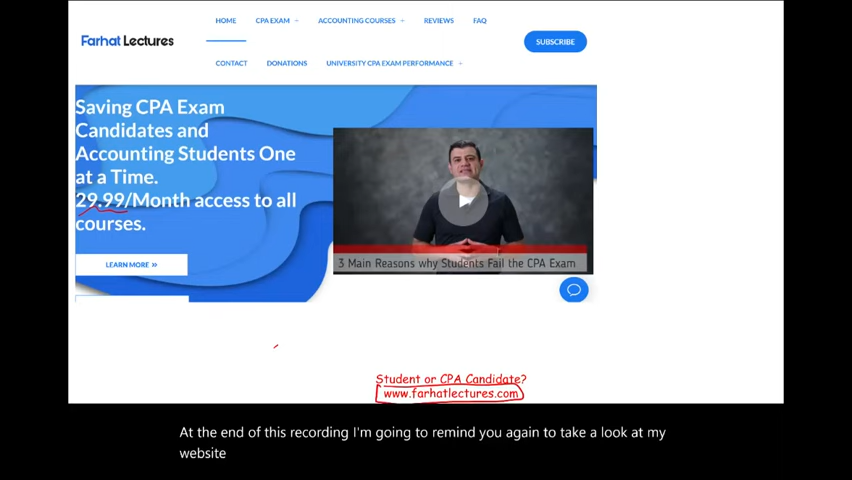 HOME CPA EXAM ACCOUNTING COURSES REVIEWS FAQ
Farhat Lectures
SUBSCRIBE
CONTACT DONATIONS UNIVERSITY CPA EXAM PERFORMANCE
Saving CPA Exam
Candidates and
Accounting Students One
at a Time.
29.99/Month access to all
courses.
LEARN MORE »
3 Main Reasons why Students Fail the CPA Exam
Student or CPA Candidate?
www.farhatlectures.com
At the end of this recording I'm going to remind you again to take a look at my
website